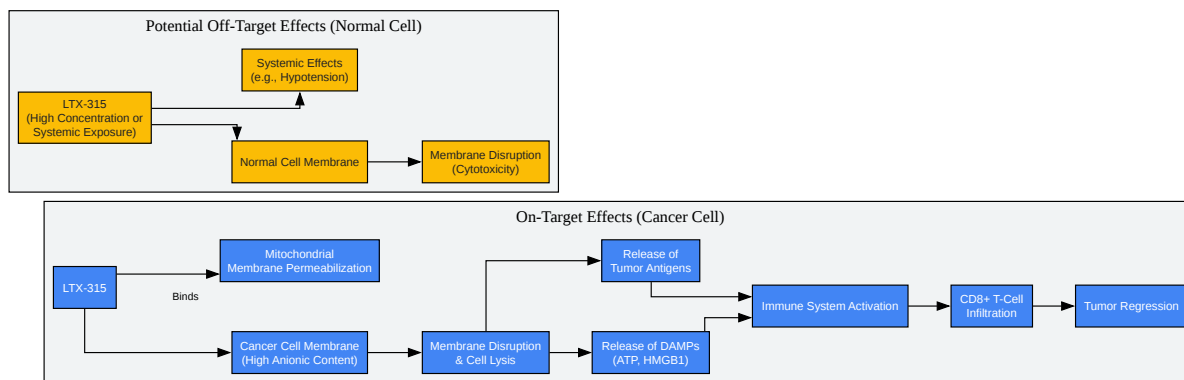 Potential Off-Target Effects (Normal Cell)
Systemic Effects
(e.g., Hypotension)
LTX-315
(High Concentration or
Systemic Exposure)
Normal Cell Membrane
Membrane Disruption
(Cytotoxicity)
On-Target Effects (Cancer Cell)
Mitochondrial
Membrane Permeabilization
Release of
Tumor Antigens
LTX-315
Binds
Immune System Activation
CD8+ T-Cell
Infiltration
Tumor Regression
Cancer Cell Membrane
(High Anionic Content)
Membrane Disruption
& Cell Lysis
Release of DAMPs
(ATP, HMGB1)